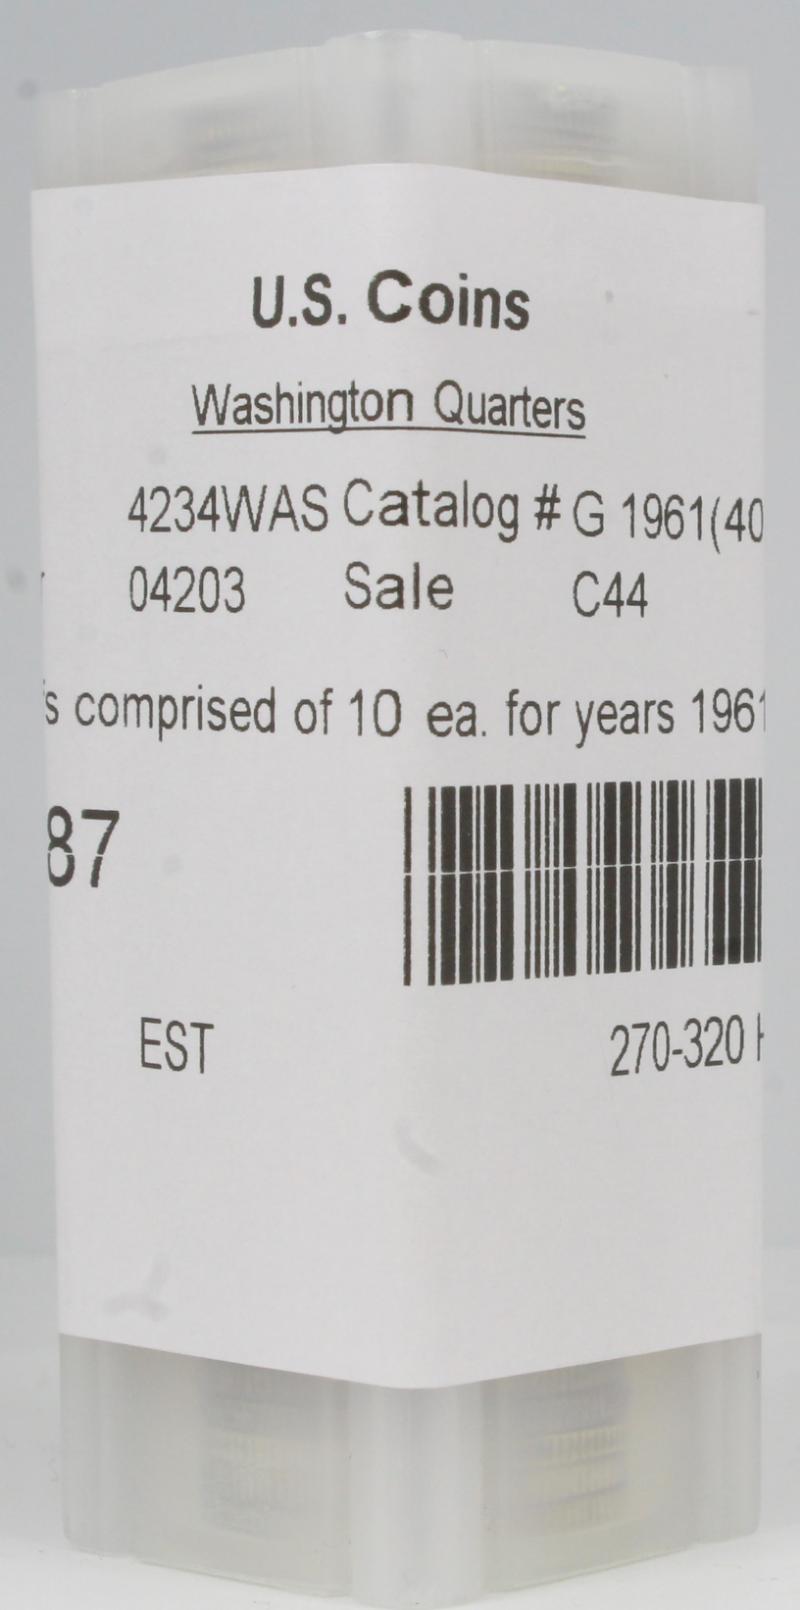 U.S. Coins
Washington Quarters
4234WAS Catalog # G 1961(40
04203 Sale C44
's comprised of 10 ea. for years 1961
87
EST 270-320